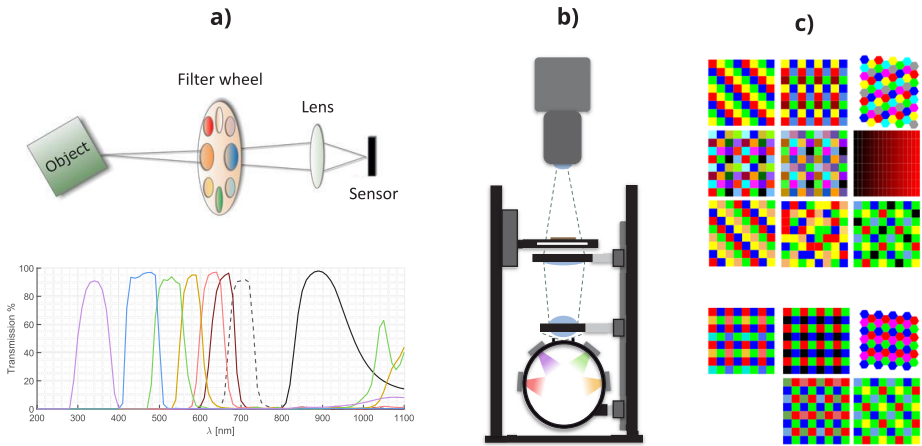 a)
b)
c)
Filter wheel
Lens
Object
Sensor
Transmission %
100
80
60
40
20
0
200 300 400 500 600 700 800 900 1000 1100
λ [nm]